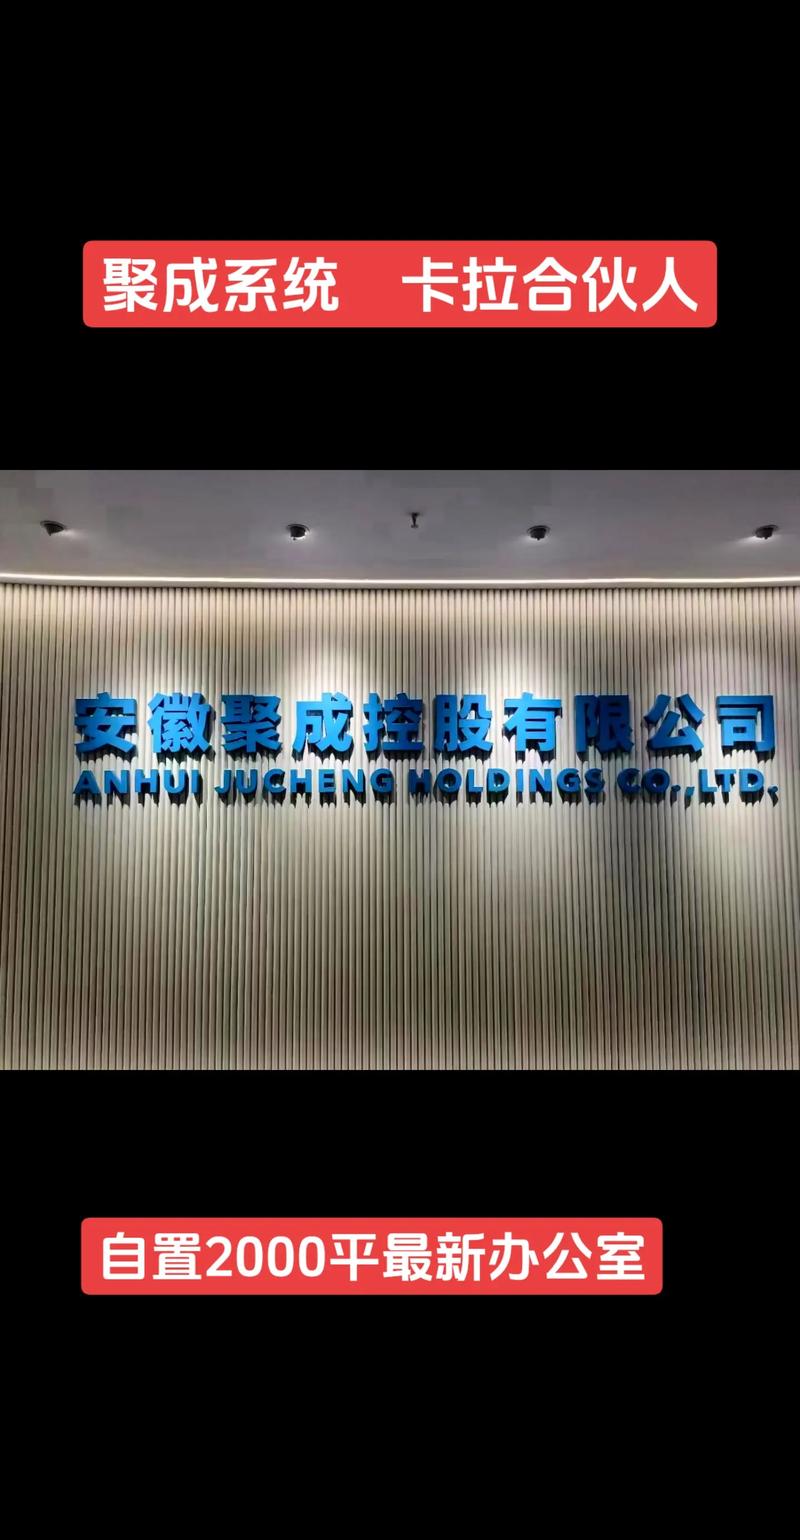 聚成系统 卡拉合伙人
安徽聚成控股有限公司
ANHUI JUCHENG HOLDINGS CO.,LTD.
自置2000平最新办公室